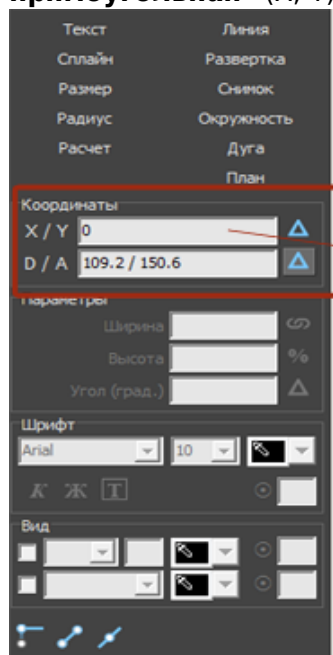 Текст Линия
Сплайн Развертка
Размер Снимок
Радиус Окружность
Расчет Дуга
План
Координаты
X / Y 0
D / A 109.2 / 150.6
Параметры
Ширина
Высота %
Угол (град.)
Шрифт
Arial 10
К Ж T
Вид